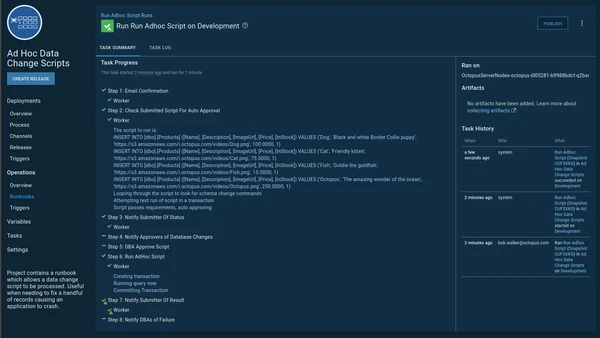 Ad Hoc Data
Change Scripts
CREATE RELEASE
Deployments
Overview
Process
Channels
Releases
Triggers
Operations
Overview
Runbooks
Triggers
Variables
Tasks
Settings
Project contains a runbook
which allows a data change
script to be processed. Useful
when needing to fix a handful
of records causing an
application to crash.
Run Adhoc Script Runs
Run Run Adhoc Script on Development
PUBLISH
TASK SUMMARY
TASK LOG
Task Progress
This task started 2 minutes ago and ran for 1 minute
Step 1: Email Confirmation
Worker
Step 2: Check Submitted Script For Auto Approval
Worker
The script to run is:
INSERT INTO [dbo].[Products] ([Name], [Description], [ImageUrl], [Price], [InStock]) VALUES ('Dog', 'Black and white Border Collie puppy',
'https://s3.amazonaws.com/i.octopus.com/videos/Dog.png', 100.0000, 1)
INSERT INTO [dbo].[Products] ([Name], [Description], [ImageUrl], [Price], [InStock]) VALUES ('Cat', 'Friendly kitten',
'https://s3.amazonaws.com/i.octopus.com/videos/Cat.png', 75.0000, 1)
INSERT INTO [dbo].[Products] ([Name], [Description], [ImageUrl], [Price], [InStock]) VALUES ('Fish', 'Goldie the goldfish',
'https://s3.amazonaws.com/i.octopus.com/videos/Fish.png', 15.0000, 1)
INSERT INTO [dbo].[Products] ([Name], [Description], [ImageUrl], [Price], [InStock]) VALUES ('Octopus', 'The amazing wonder of the ocean',
'https://s3.amazonaws.com/i.octopus.com/videos/Octopus.png', 250.0000, 1)
Looping through the script to look for schema change commands
Attempting test run of script in a transaction
Script passes requirements, auto approving
Step 3: Notify Submitter Of Status
Worker
Step 4: Notify Approvers of Database Changes
Step 5: DBA Approve Script
Step 6: Run AdHoc Script
Worker
Creating transaction
Running query now
Committing Transaction
Step 7: Notify Submitter Of Result
Worker
Step 8: Notify DBAs of Failure
Ran on
Artifacts
No artifacts have been added. Learn more about
collecting artifacts
Task History
When Who What
a few
seconds ago
system
Run Adhoc
Script (Snapshot
) in Ad
Hoc Data
Change Scripts
succeeded on
Development
2 minutes ago
system
Run Adhoc
Script (Snapshot
) in Ad
Hoc Data
Change Scripts
started on
Development
2 minutes ago
bob.walker@octopus.com
Ran Run Adhoc
Script (Snapshot
) in Ad
Hoc Data
Change Scripts
on Development